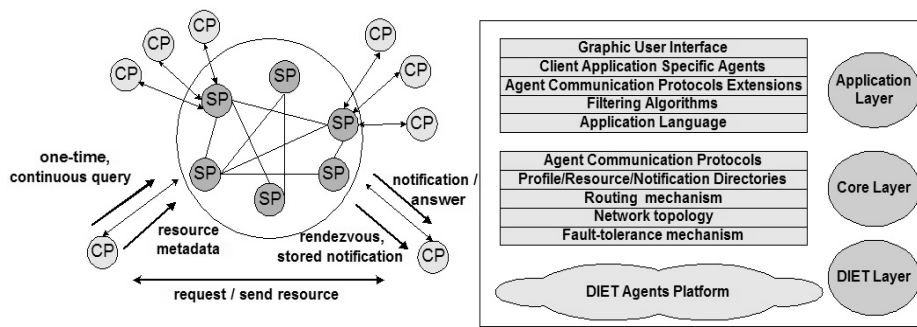 CP
CP
CP
CP
CP
CP
SP
SP
SP
SP
SP
SP
one-time,
continuous query
CP
resource
metadata
rendezvous,
stored notification
notification /
answer
CP
request / send resource
Graphic User Interface
Client Application Specific Agents
Agent Communication Protocols Extensions
Filtering Algorithms
Application Language
Application
Layer
Agent Communication Protocols
Profile/Resource/Notification Directories
Routing mechanism
Network topology
Fault-tolerance mechanism
Core Layer
DIET Agents Platform
DIET Layer